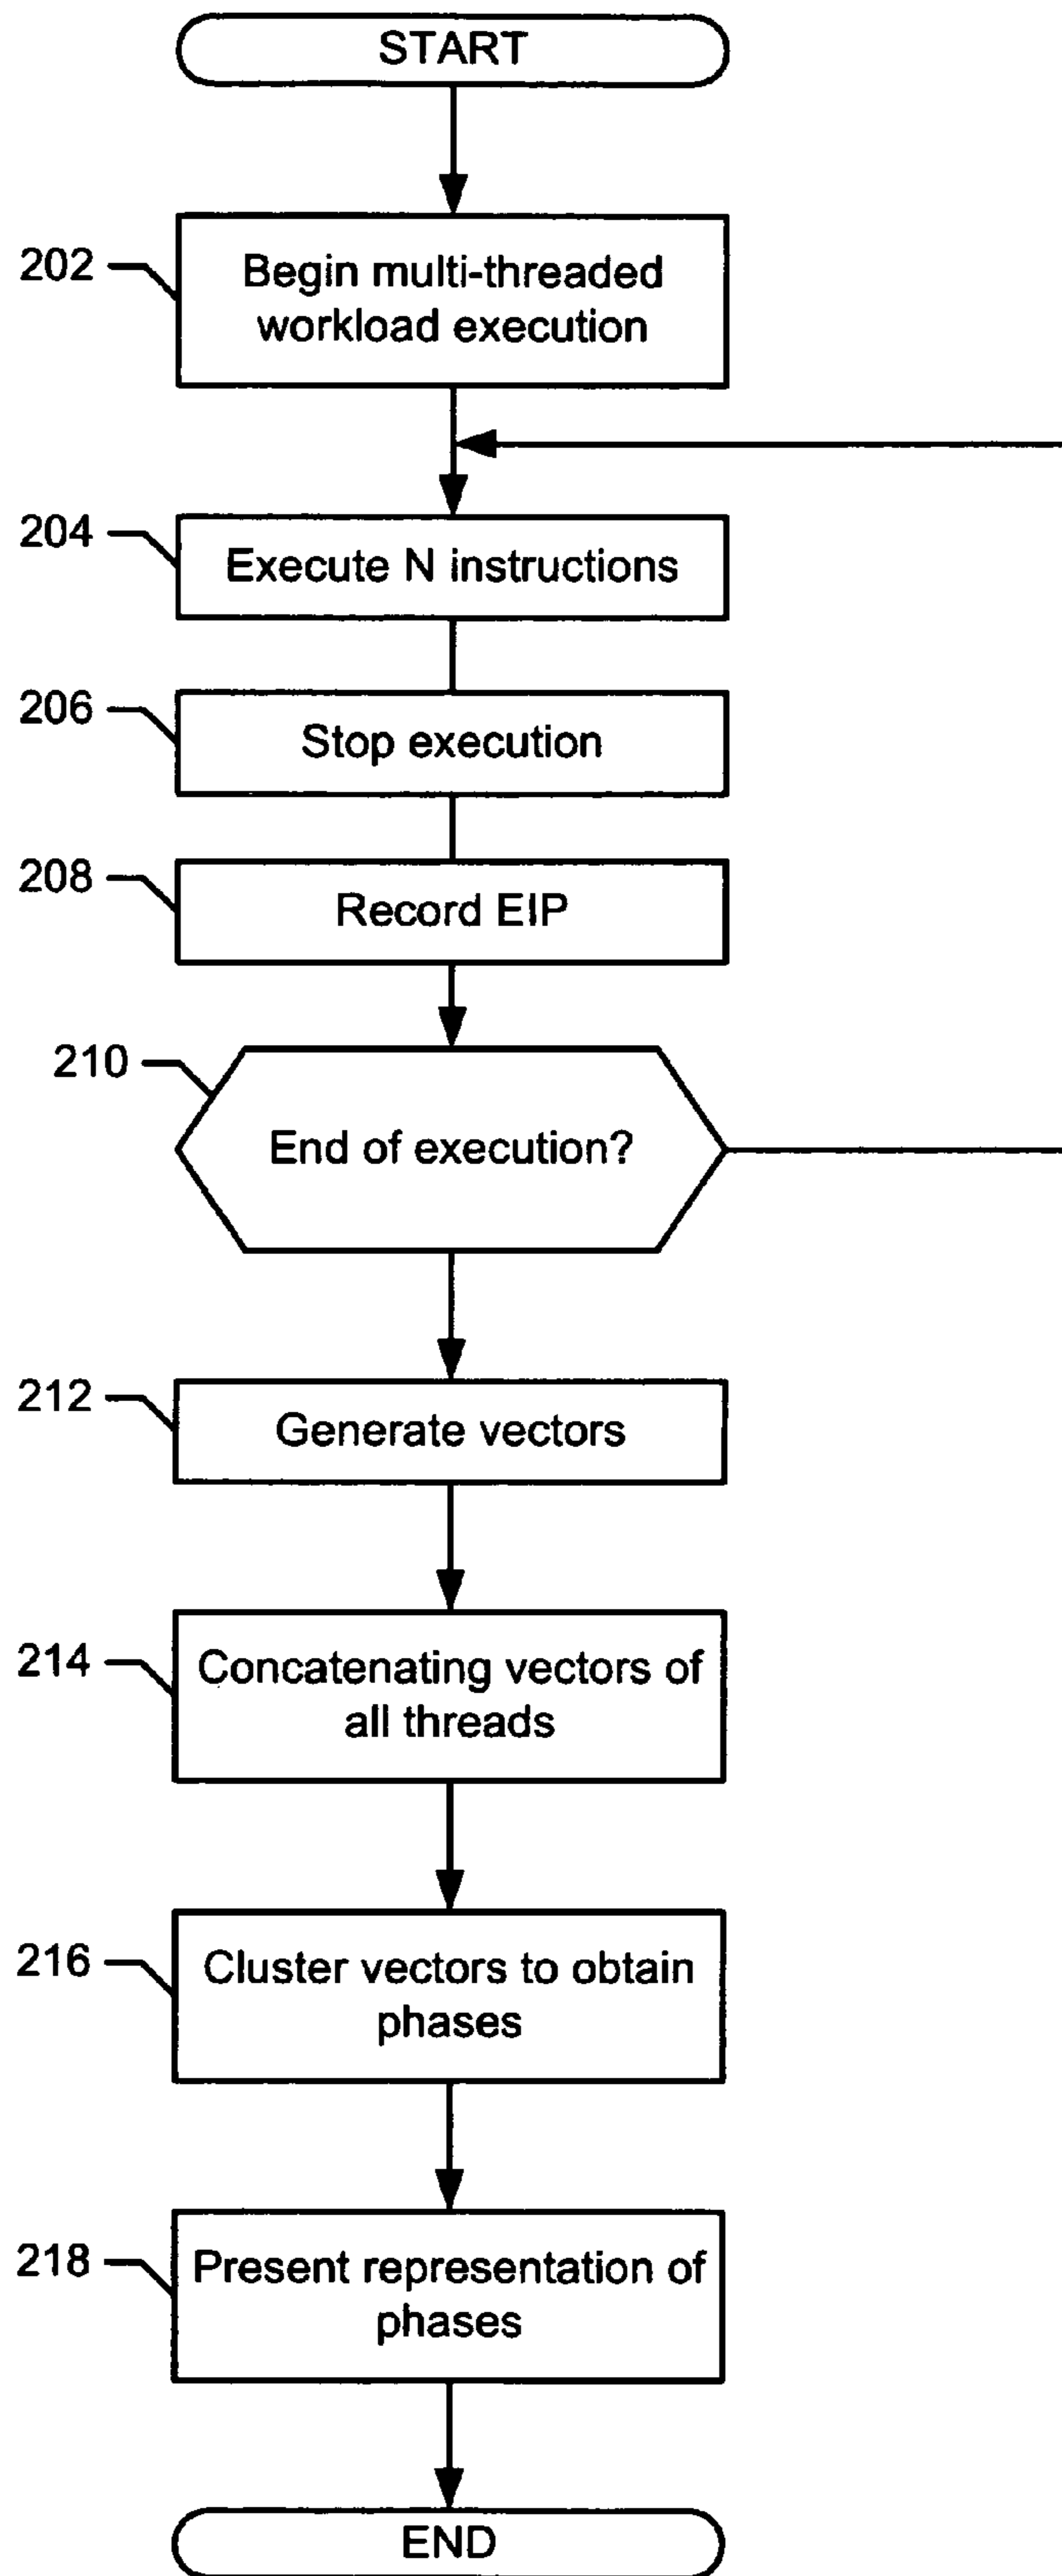 START
202
Begin multi-threaded
workload execution
204
Execute N instructions
206
Stop execution
208
Record EIP
210
End of execution?
212
Generate vectors
214
Concatenating vectors of
all threads
216
Cluster vectors to obtain
phases
218
Present representation of
phases
END